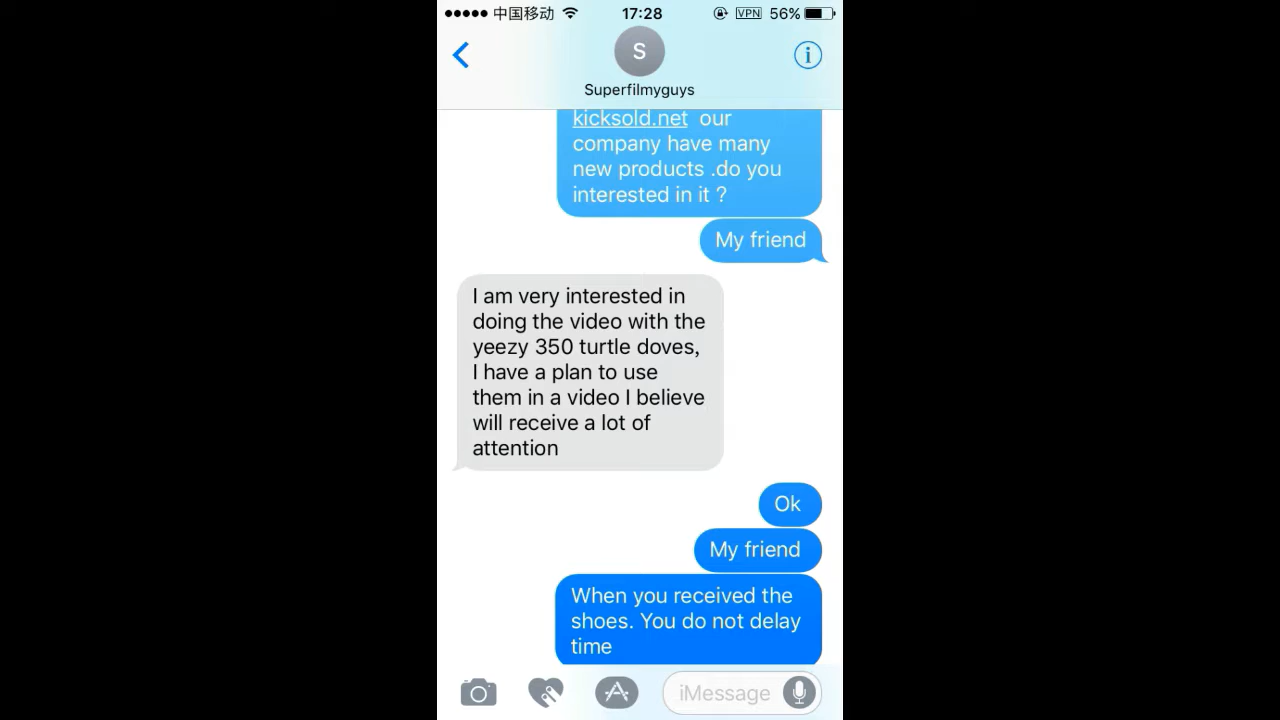 中国移动 17:28 VPN 56%
S
Superfilmyguys
kicksold.net our
company have many
new products .do you
interested in it ?
My friend
I am very interested in
doing the video with the
yeezy 350 turtle doves,
I have a plan to use
them in a video I believe
will receive a lot of
attention
Ok
My friend
When you received the
shoes. You do not delay
time
iMessage